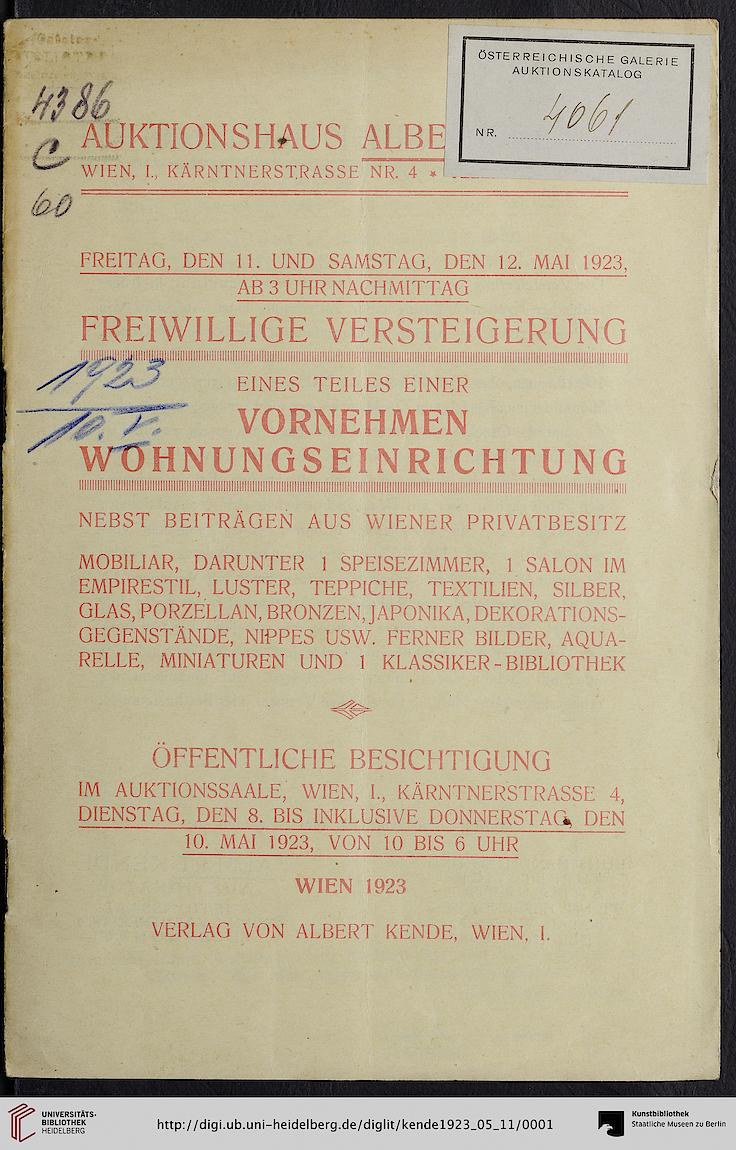 4386
C
60
ÖSTERREICHISCHE GALERIE
AUKTIONSKATALOG
NR. 4061
AUKTIONSHAUS ALBE
WIEN, I., KÄRNTNERSTRASSE NR. 4 *
FREITAG, DEN 11. UND SAMSTAG, DEN 12. MAI 1923,
AB 3 UHR NACHMITTAG
FREIWILLIGE VERSTEIGERUNG
1923
10. V.
EINES TEILES EINER
VORNEHMEN
WOHNUNGSEINRICHTUNG
NEBST BEITRÄGEN AUS WIENER PRIVATBESITZ
MOBILIAR, DARUNTER 1 SPEISEZIMMER, 1 SALON IM
EMPIRESTIL, LUSTER, TEPPICHE, TEXTILIEN, SILBER,
GLAS, PORZELLAN, BRONZEN, JAPONIKA, DEKORATIONS-
GEGENSTÄNDE, NIPPES USW. FERNER BILDER, AQUA-
RELLE, MINIATUREN UND 1 KLASSIKER-BIBLIOTHEK
ÖFFENTLICHE BESICHTIGUNG
IM AUKTIONSSAALE, WIEN, I., KÄRNTNERSTRASSE 4,
DIENSTAG, DEN 8. BIS INKLUSIVE DONNERSTAG, DEN
10. MAI 1923, VON 10 BIS 6 UHR
WIEN 1923
VERLAG VON ALBERT KENDE, WIEN, I.
UNIVERSITÄTS-
BIBLIOTHEK
HEIDELBERG
http://digi.ub.uni-heidelberg.de/diglit/kende1923_05_11/0001
Kunstbibliothek
Staatliche Museen zu Berlin